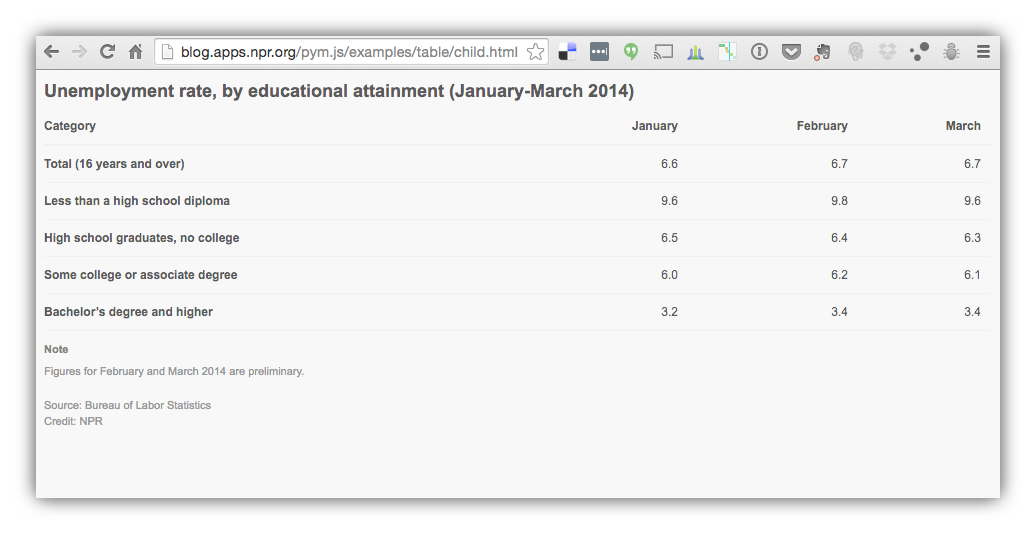 blog.apps.npr.org/pym.js/examples/table/child.html
Unemployment rate, by educational attainment (January-March 2014)
Category January February March
Total (16 years and over) 6.6 6.7 6.7
Less than a high school diploma 9.6 9.8 9.6
High school graduates, no college 6.5 6.4 6.3
Some college or associate degree 6.0 6.2 6.1
Bachelor's degree and higher 3.2 3.4 3.4
Note
Figures for February and March 2014 are preliminary.
Source: Bureau of Labor Statistics
Credit: NPR